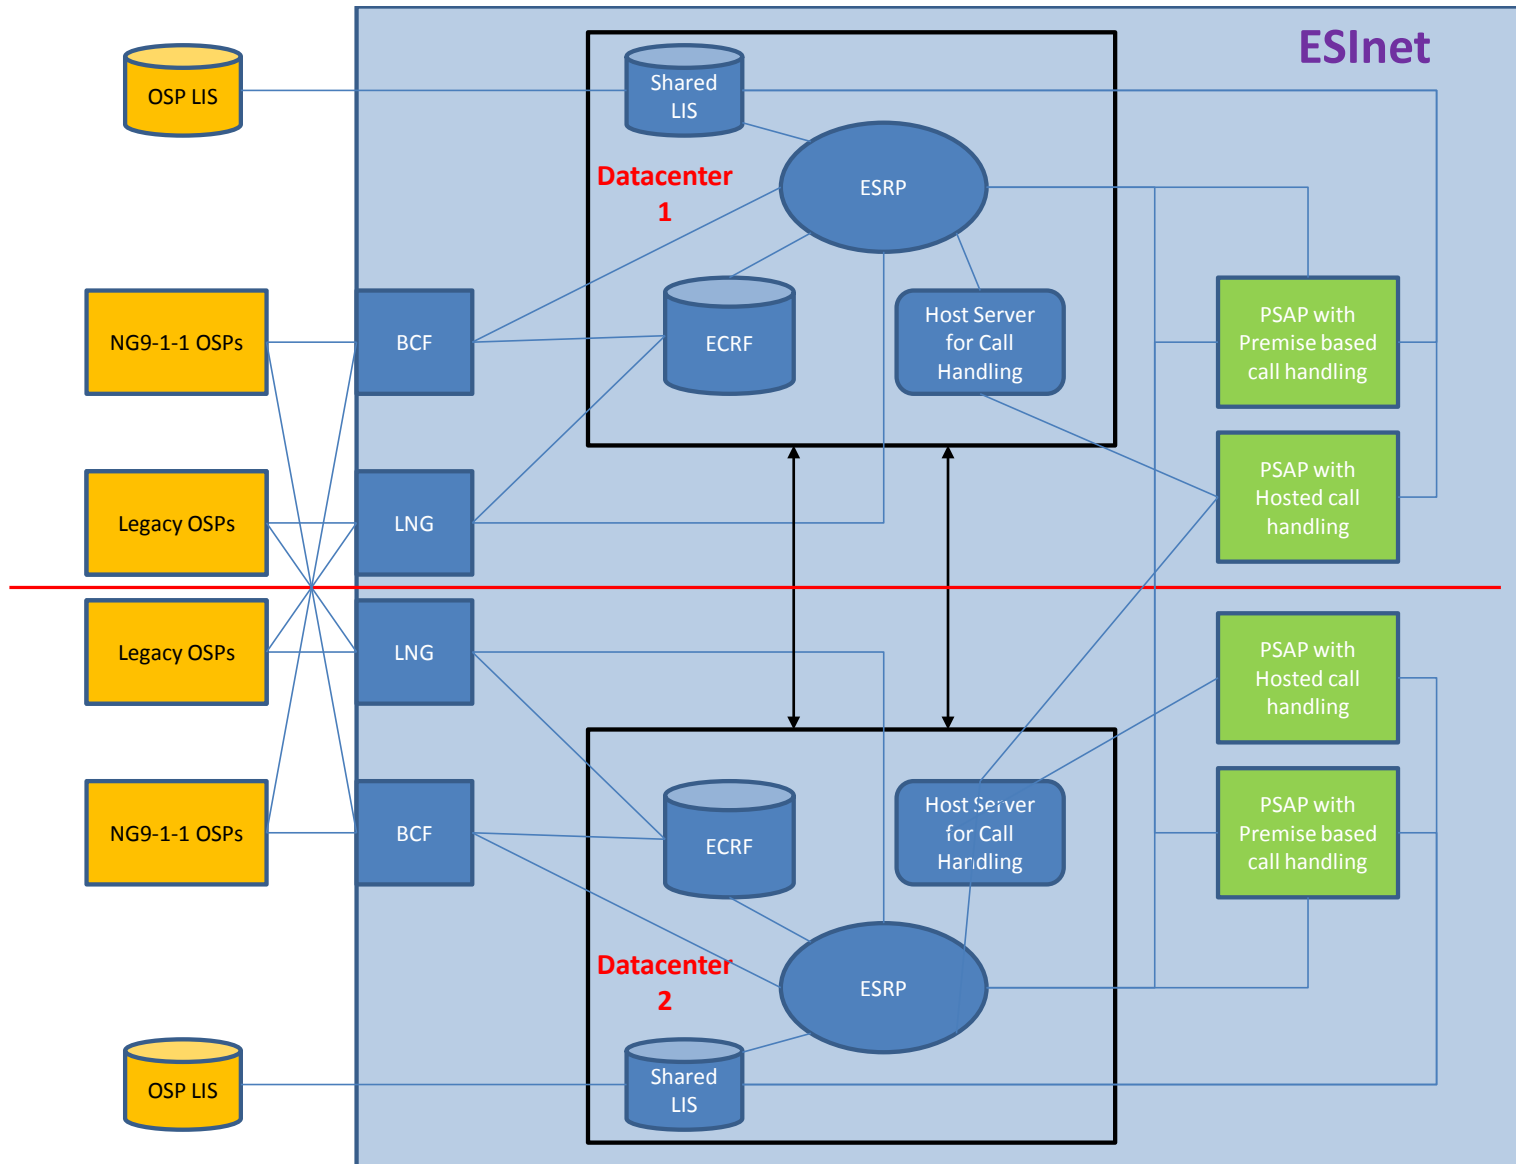 ESInet
OSP LIS
Shared
LIS
Datacenter
1
ESRP
NG9-1-1 OSPs
BCF
ECRF
Host Server
for Call
Handling
PSAP with
Premise based
call handling
Legacy OSPs
LNG
PSAP with
Hosted call
handling
Legacy OSPs
LNG
PSAP with
Hosted call
handling
NG9-1-1 OSPs
BCF
ECRF
Host Server
for Call
Handling
PSAP with
Premise based
call handling
Datacenter
2
ESRP
OSP LIS
Shared
LIS